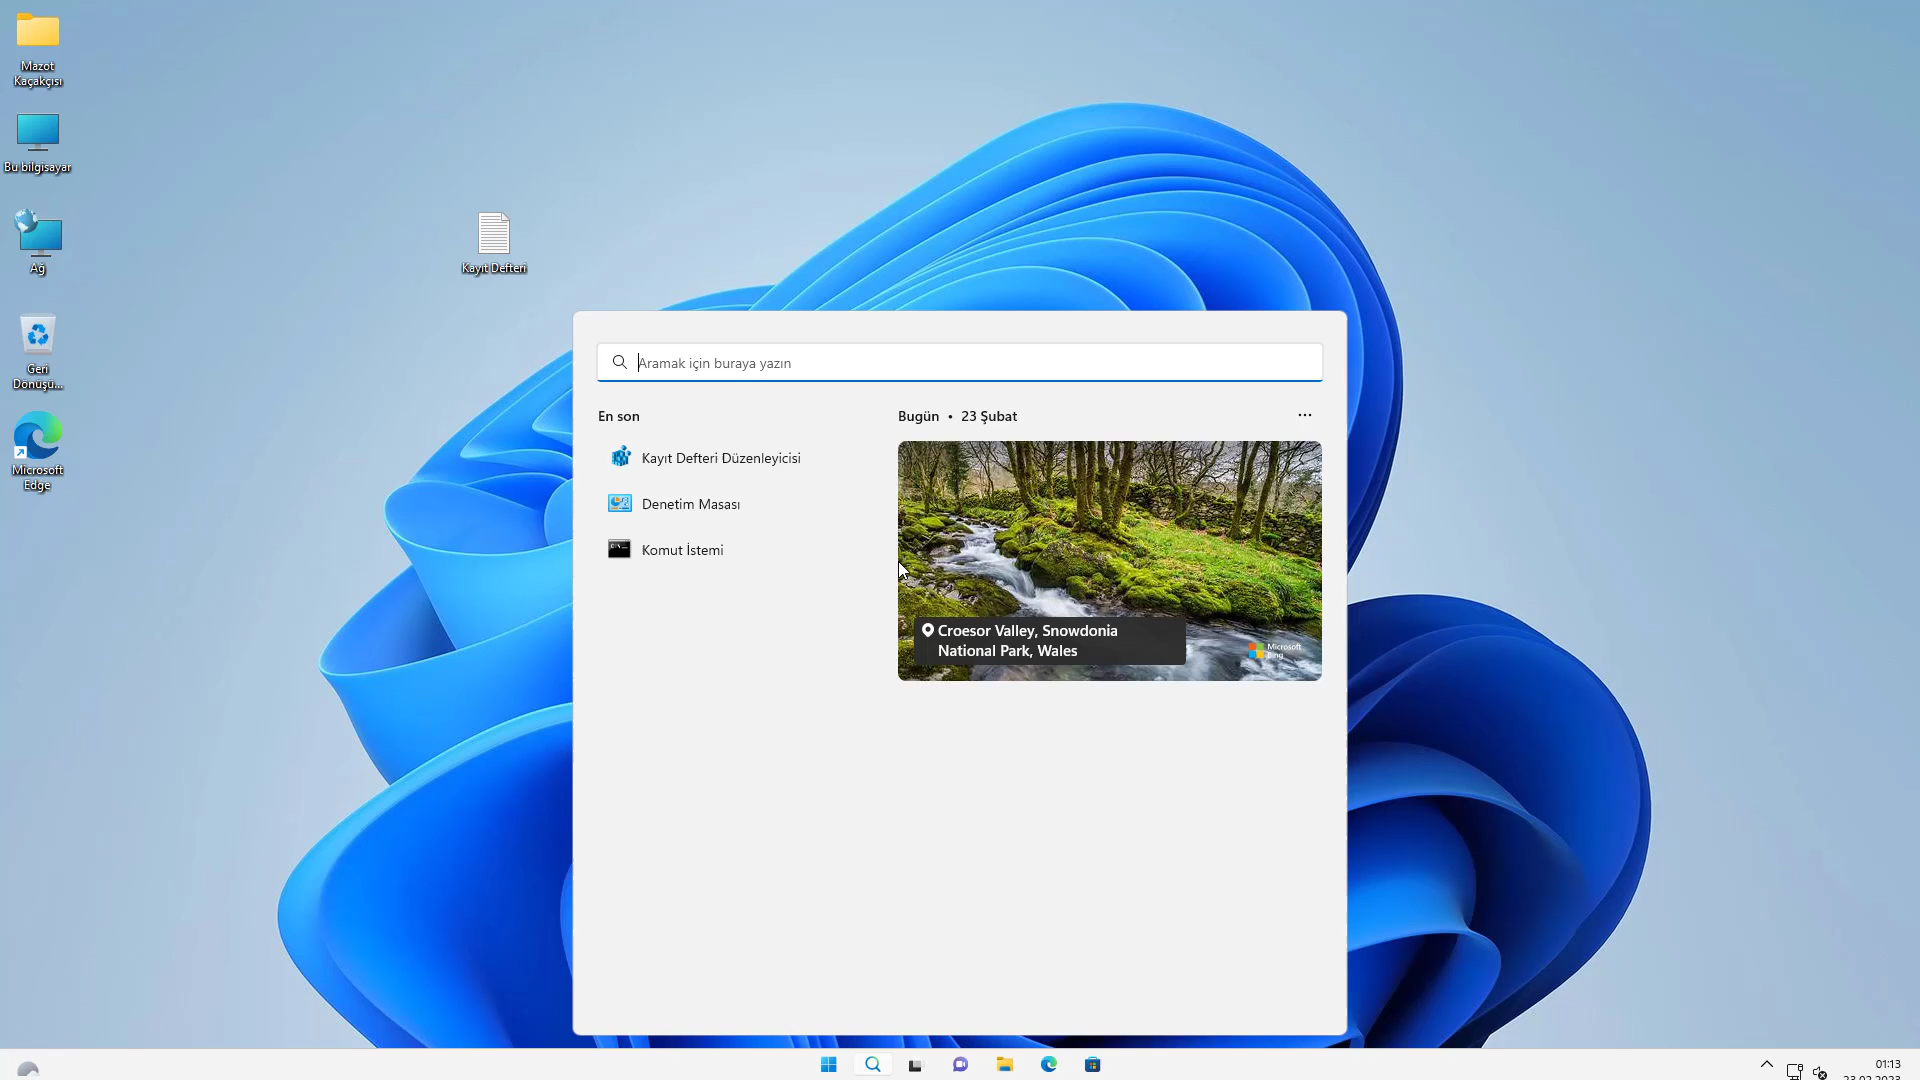 Mazot
Kaçakçısı
Bu bilgisayar
Ağ
Geri
Dönüşü...
Microsoft
Edge
Kayıt Defteri
Aramak için buraya yazın
En son
Kayıt Defteri Düzenleyicisi
Denetim Masası
Komut İstemi
Bugün • 23 Şubat
Croesor Valley, Snowdonia
National Park, Wales
Microsoft
Bing
01:13
23.02.2023